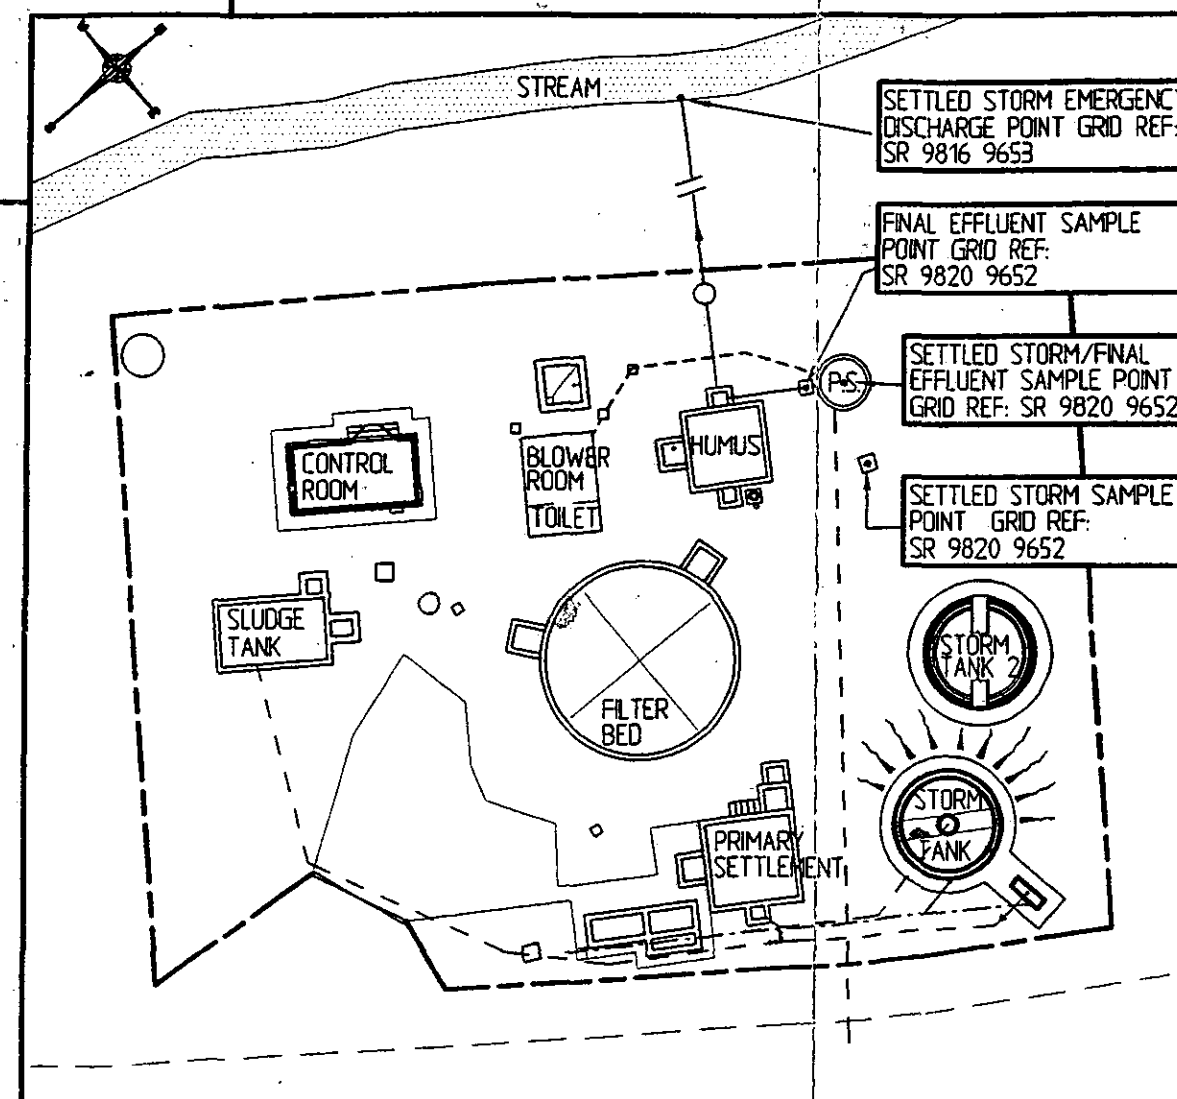 STREAM
SETTLED STORM EMERGENCY
DISCHARGE POINT GRID REF:
SR 9816 9653
FINAL EFFLUENT SAMPLE
POINT GRID REF:
SR 9820 9652
SETTLED STORM/FINAL
EFFLUENT SAMPLE POINT
GRID REF: SR 9820 9652
P.S.
HUMUS
CONTROL
ROOM
BLOWER
ROOM
TOILET
SETTLED STORM SAMPLE
POINT GRID REF:
SR 9820 9652
SLUDGE
TANK
STORM
TANK 2
FILTER
BED
STORM
TANK
PRIMARY
SETTLEMENT